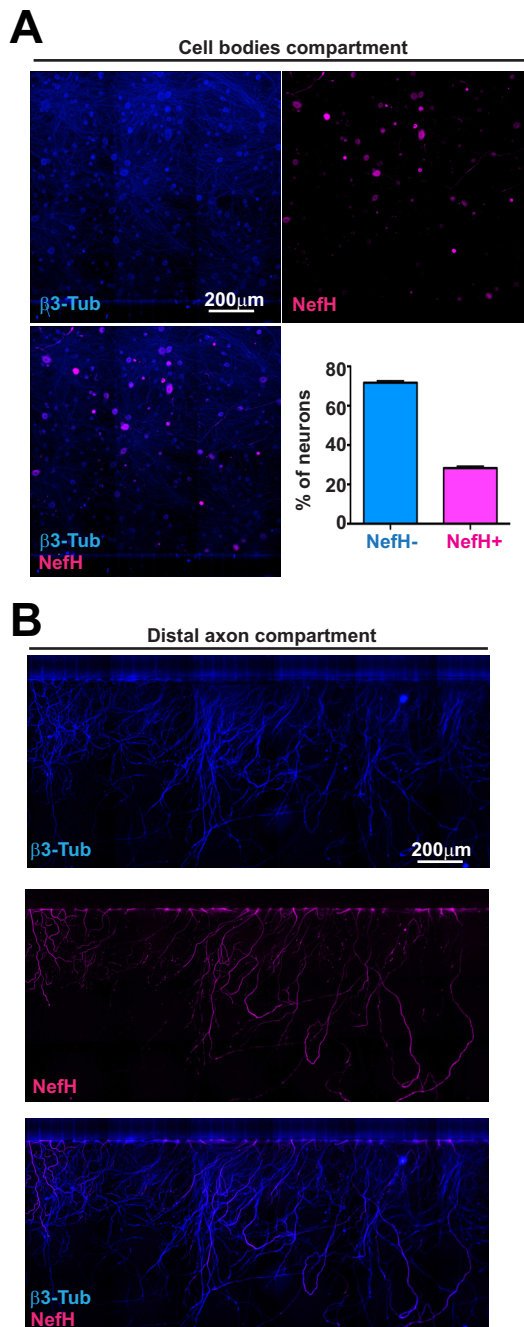 A
Cell bodies compartment
β3-Tub
200μm
NefH
β3-Tub
NefH
% of neurons
80
60
40
20
0
NefH-
NefH+
B
Distal axon compartment
β3-Tub
200μm
NefH
β3-Tub
NefH